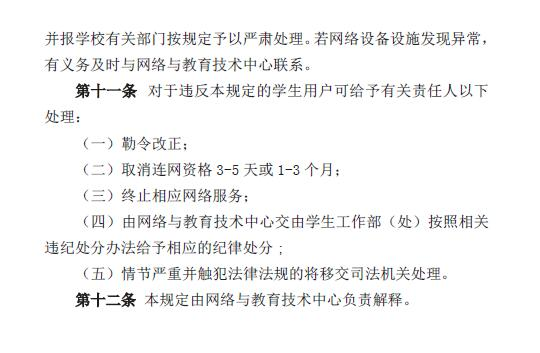 并报学校有关部门按规定予以严肃处理。若网络设备设施发现异常，
有义务及时与网络与教育技术中心联系。
第十一条 对于违反本规定的学生用户可给予有关责任人以下
处理：
（一）勒令改正；
（二）取消连网资格 3-5 天或 1-3 个月；
（三）终止相应网络服务；
（四）由网络与教育技术中心交由学生工作部（处）按照相关
违纪处分办法给予相应的纪律处分；
（五）情节严重并触犯法律法规的将移交司法机关处理。
第十二条 本规定由网络与教育技术中心负责解释。